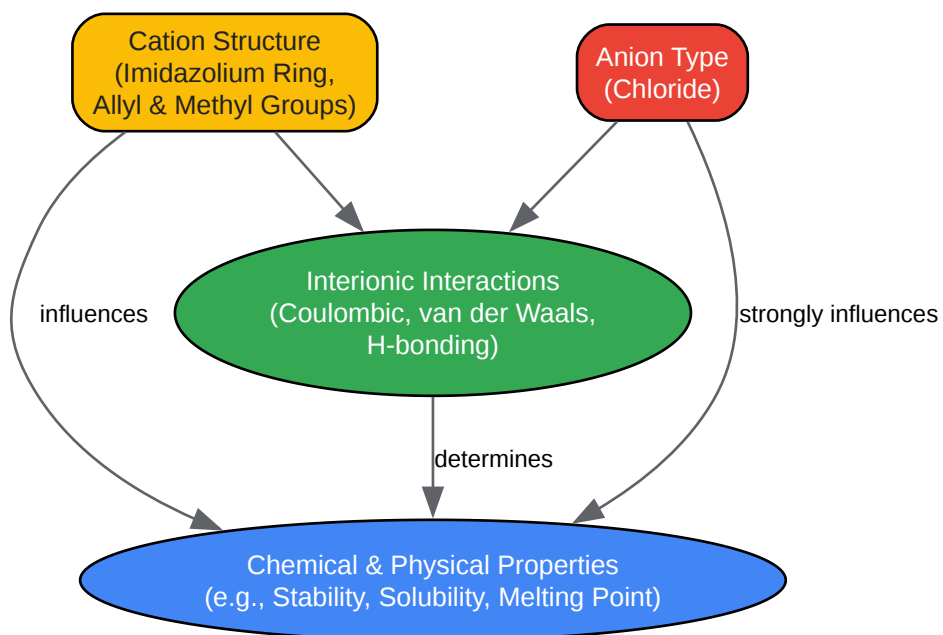 Cation Structure
(Imidazolium Ring,
Allyl & Methyl Groups)
Anion Type
(Chloride)
Interionic Interactions
(Coulombic, van der Waals,
H-bonding)
influences
strongly influences
determines
Chemical & Physical Properties
(e.g., Stability, Solubility, Melting Point)